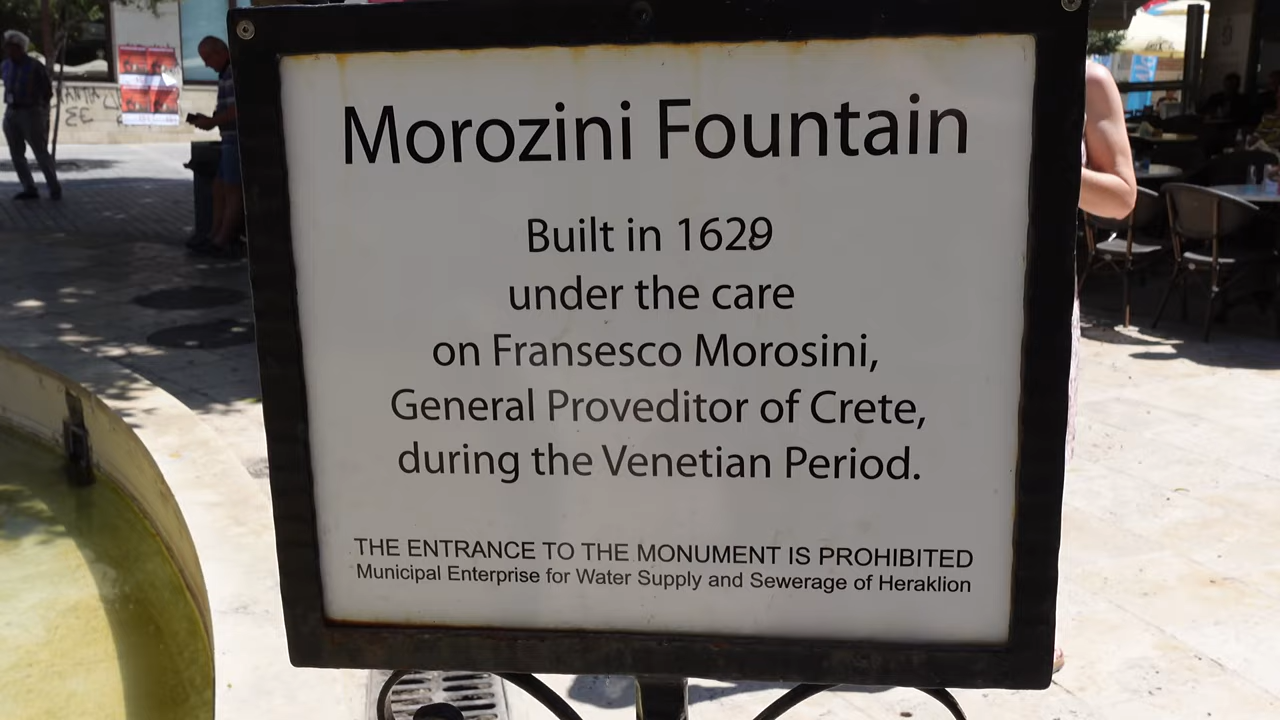 Morozini Fountain
Built in 1629
under the care
on Fransesco Morosini,
General Proveditor of Crete,
during the Venetian Period.
THE ENTRANCE TO THE MONUMENT IS PROHIBITED
Municipal Enterprise for Water Supply and Sewerage of Heraklion